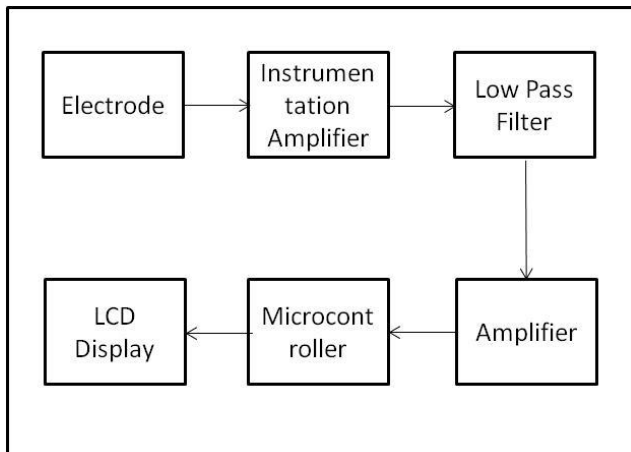 Electrode
Instrumen
tation
Amplifier
Low Pass
Filter
LCD
Display
Microcont
roller
Amplifier